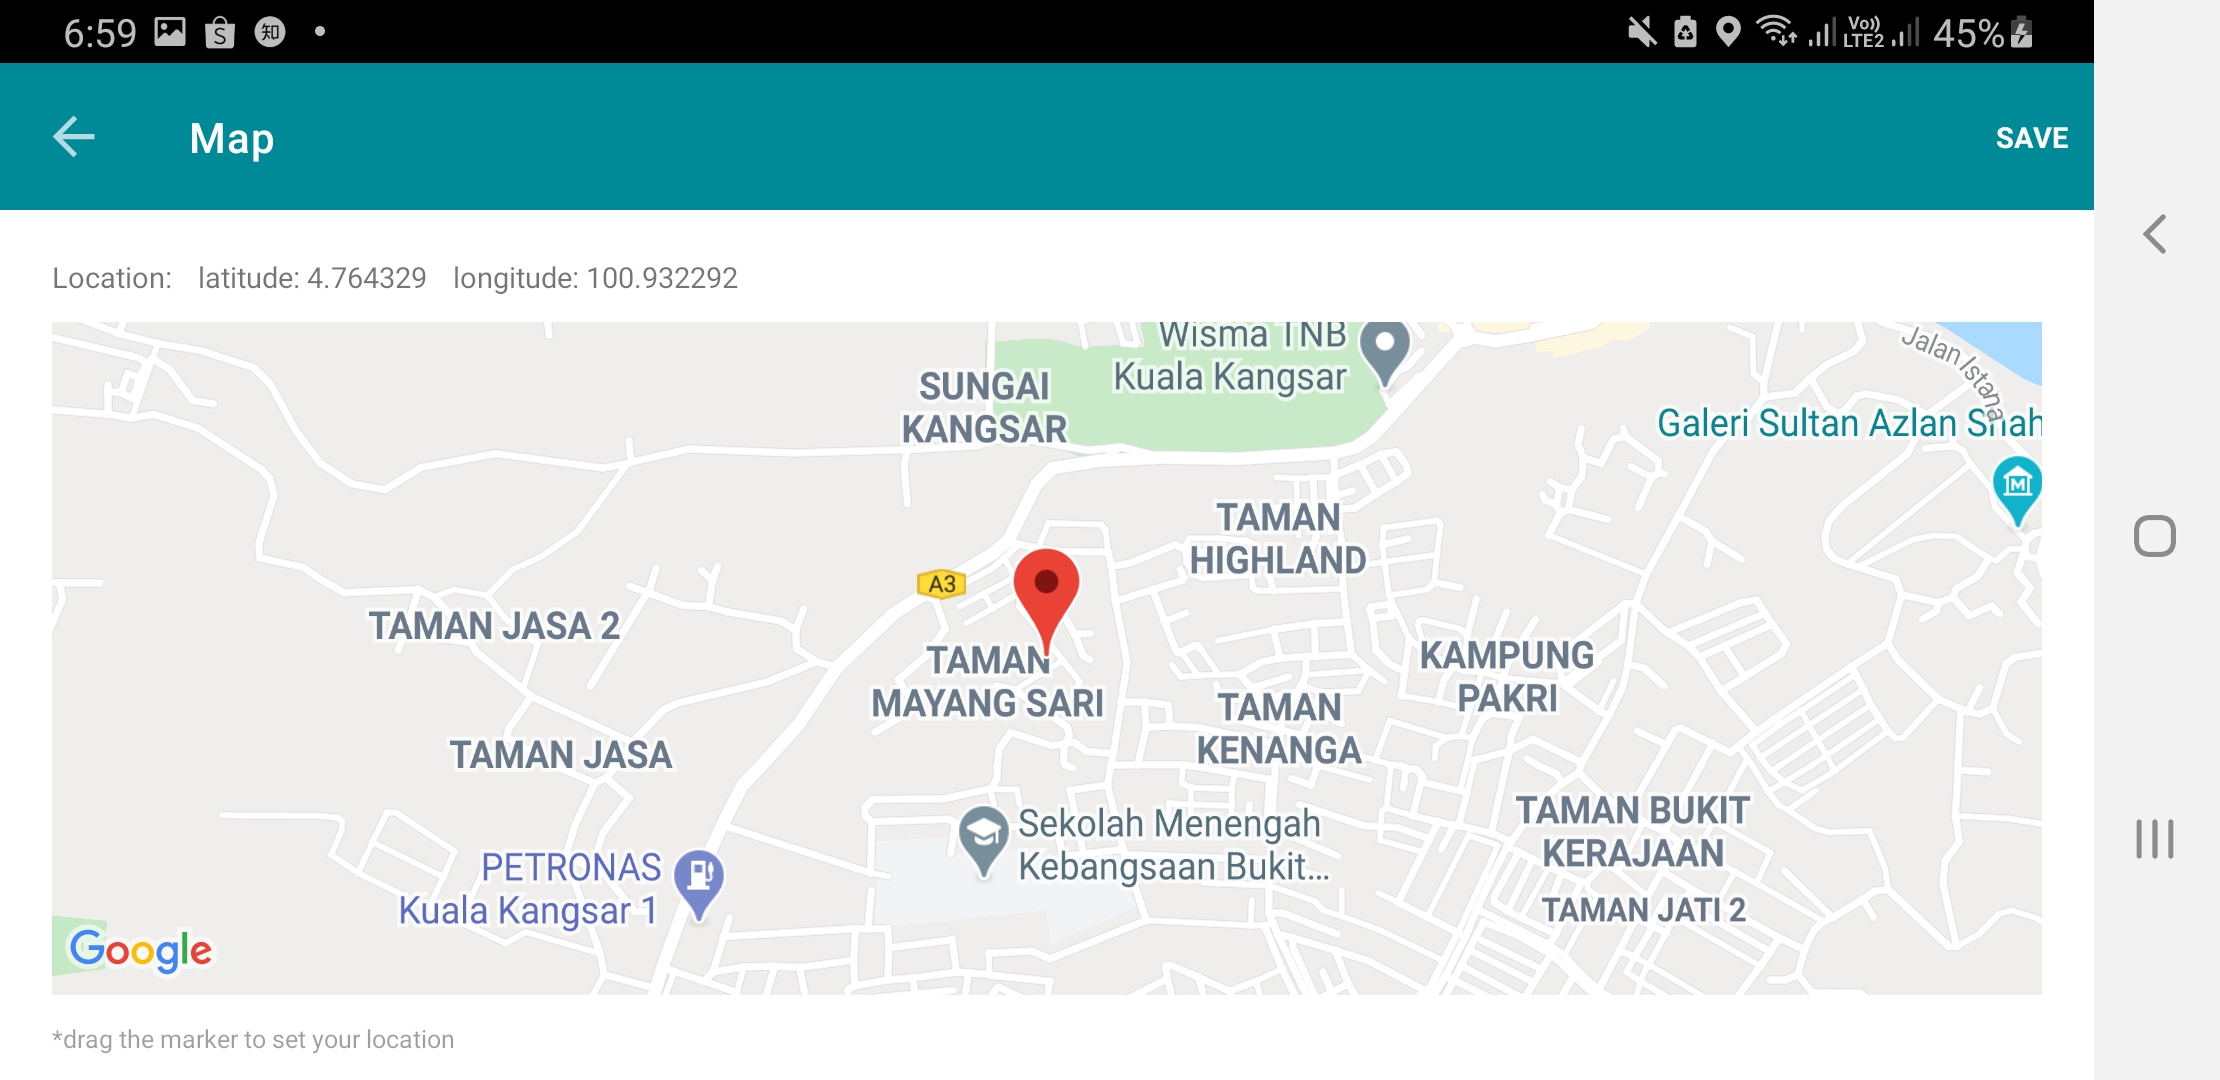 6:59 S 知 Vo)) LTE2 45%
Map SAVE
Location: latitude: 4.764329 longitude: 100.932292
Wisma TNB
Kuala Kangsar
Jalan Istana
SUNGAI
KANGSAR
Galeri Sultan Azlan Shah
M
TAMAN
HIGHLAND
A3
TAMAN JASA 2
TAMAN
MAYANG SARI
KAMPUNG
PAKRI
TAMAN
KENANGA
TAMAN JASA
Sekolah Menengah
Kebangsaan Bukit...
TAMAN BUKIT
KERAJAAN
PETRONAS
Kuala Kangsar 1
TAMAN JATI 2
Google
*drag the marker to set your location